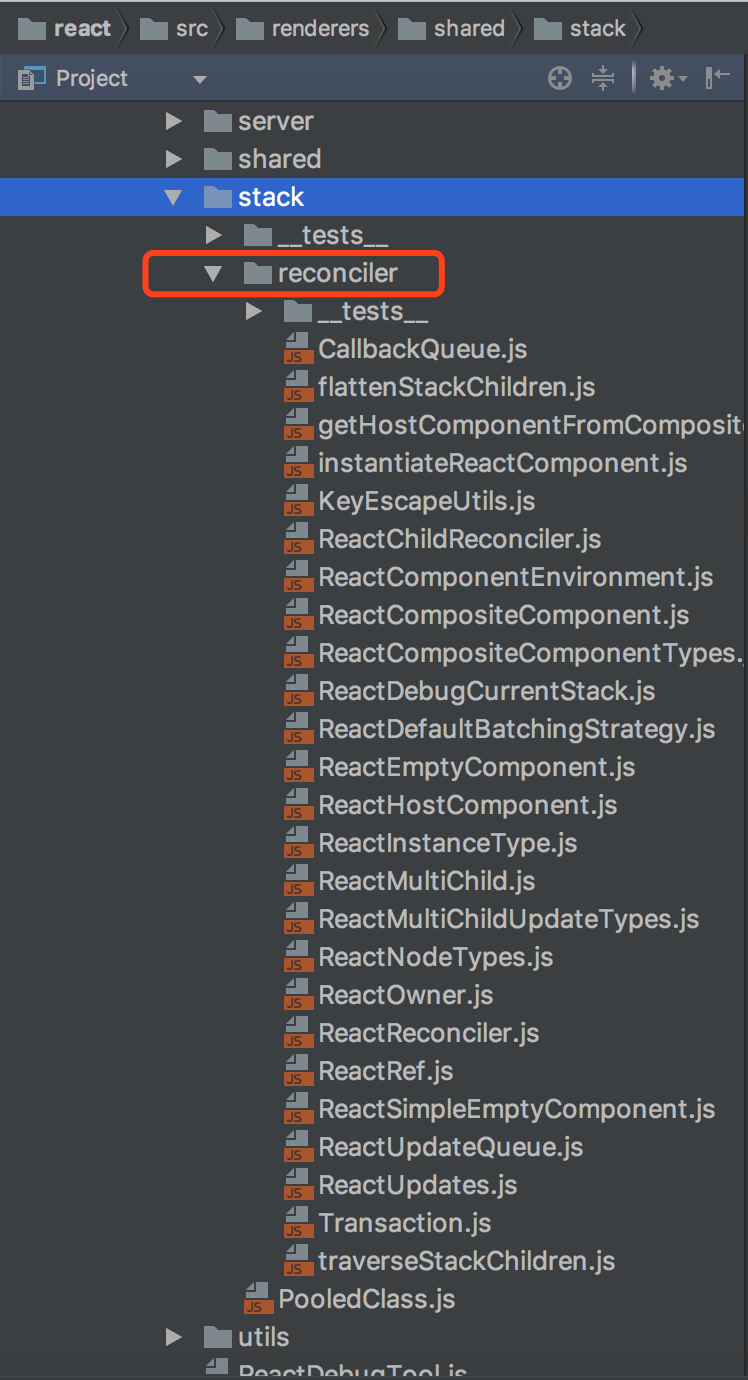 react src renderers shared stack
Project
server
shared
stack
__tests__
reconciler
__tests__
CallbackQueue.js
flattenStackChildren.js
getHostComponentFromComposit
instantiateReactComponent.js
KeyEscapeUtils.js
ReactChildReconciler.js
ReactComponentEnvironment.js
ReactCompositeComponent.js
ReactCompositeComponentTypes.
ReactDebugCurrentStack.js
ReactDefaultBatchingStrategy.js
ReactEmptyComponent.js
ReactHostComponent.js
ReactInstanceType.js
ReactMultiChild.js
ReactMultiChildUpdateTypes.js
ReactNodeTypes.js
ReactOwner.js
ReactReconciler.js
ReactRef.js
ReactSimpleEmptyComponent.js
ReactUpdateQueue.js
ReactUpdates.js
Transaction.js
traverseStackChildren.js
PooledClass.js
utils
ReactDebugTool.js